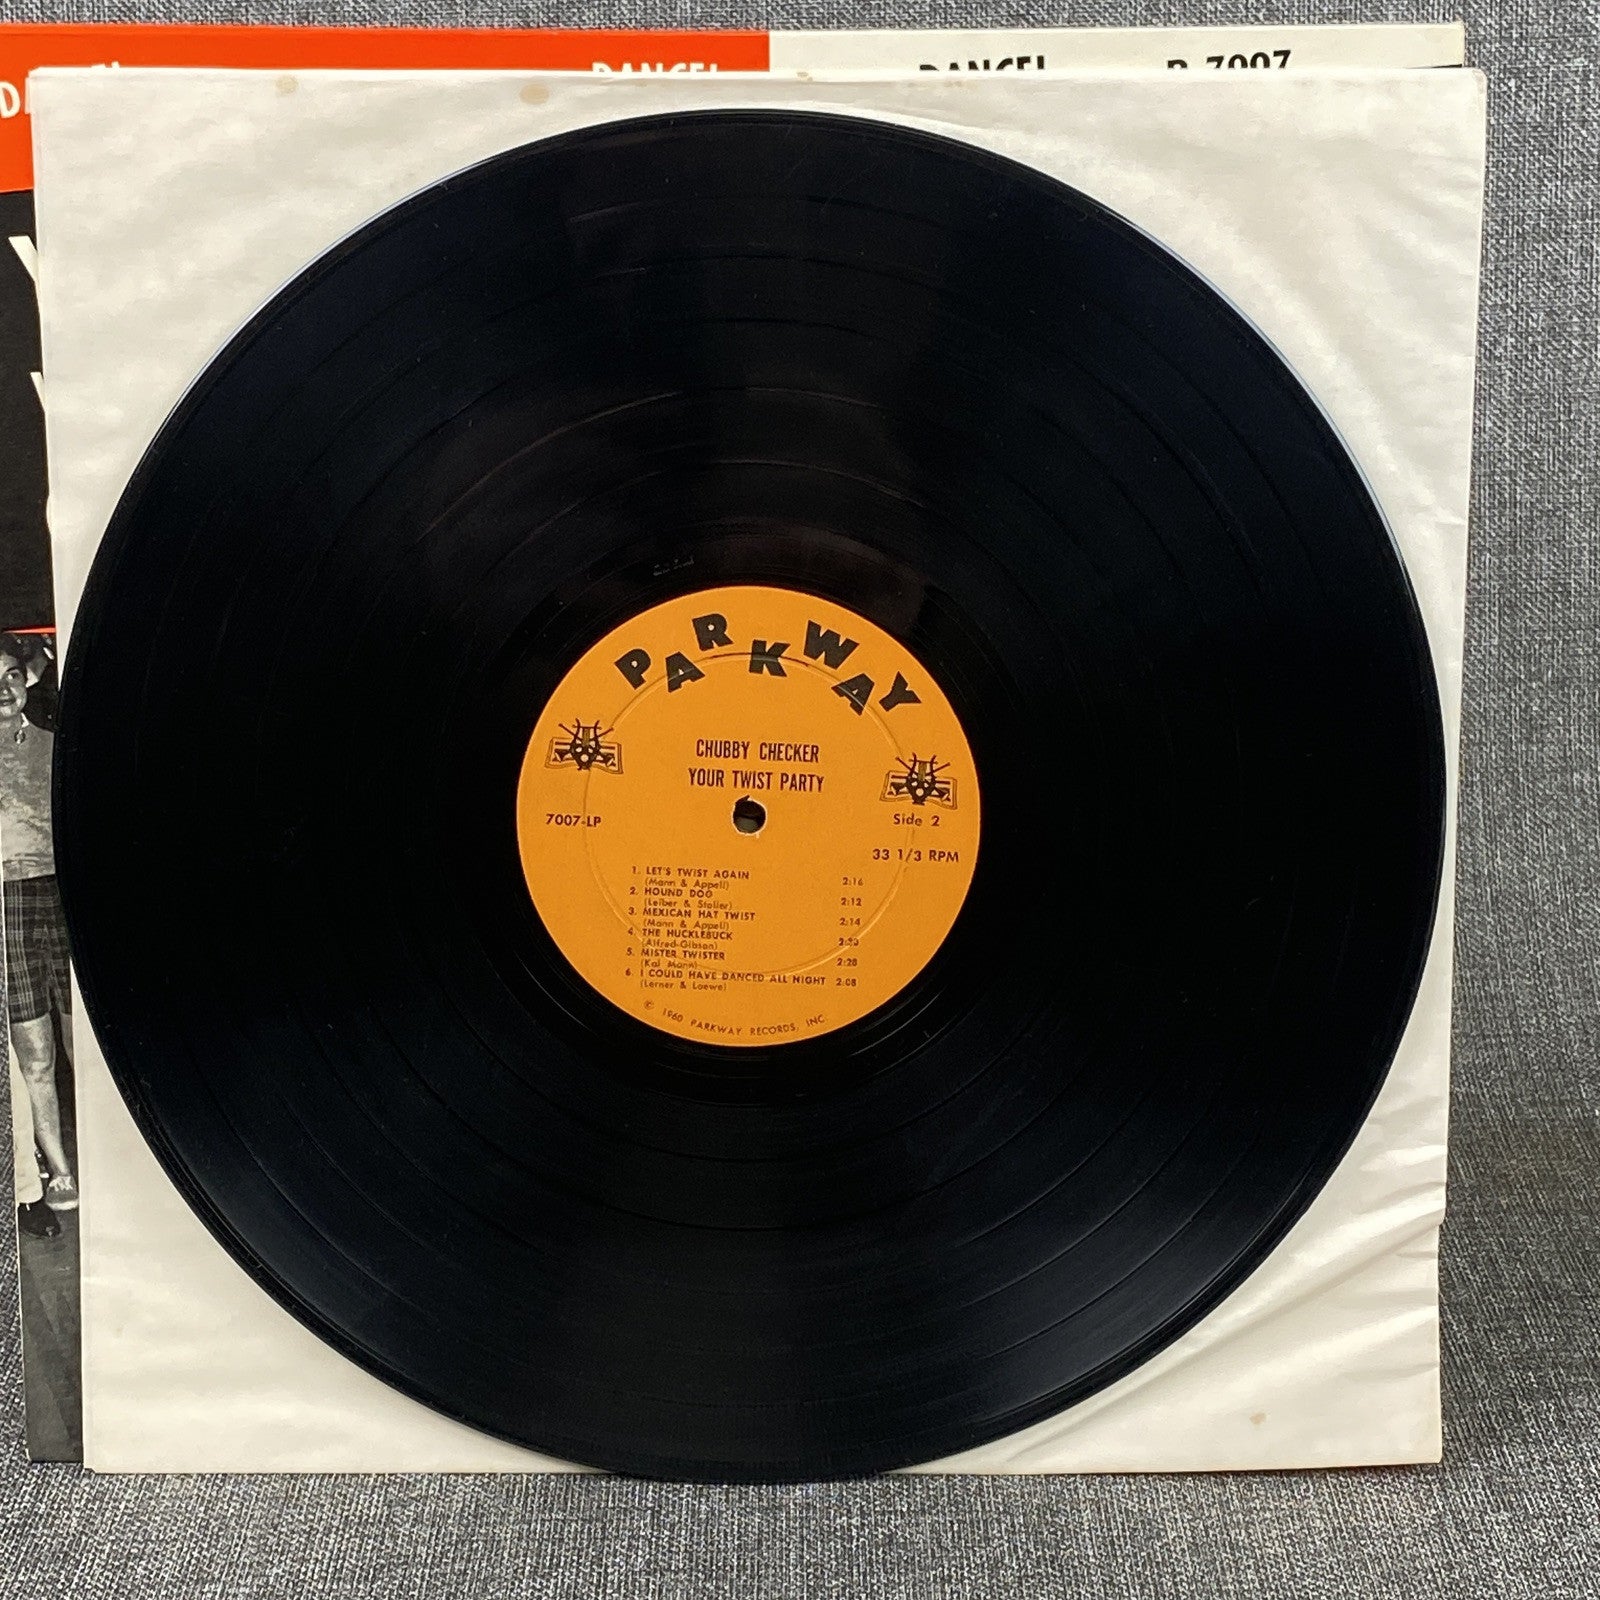 DANCE!
DANCE!
P 7007
PARKWAY
CHUBBY CHECKER
YOUR TWIST PARTY
7007-LP
Side 2
33 1/3 RPM
1. LET'S TWIST AGAIN 2:16
(Mann & Appell)
2. HOUND DOG 2:12
(Leiber & Stoller)
3. MEXICAN HAT TWIST 2:14
(Mann & Appell)
4. THE HUCKLEBUCK
(Alfred-Gibson)
5. MISTER TWISTER 2:28
(Kal Mann)
6. I COULD HAVE DANCED ALL NIGHT 2:08
(Lerner & Loewe)
© 1960 PARKWAY RECORDS, INC.